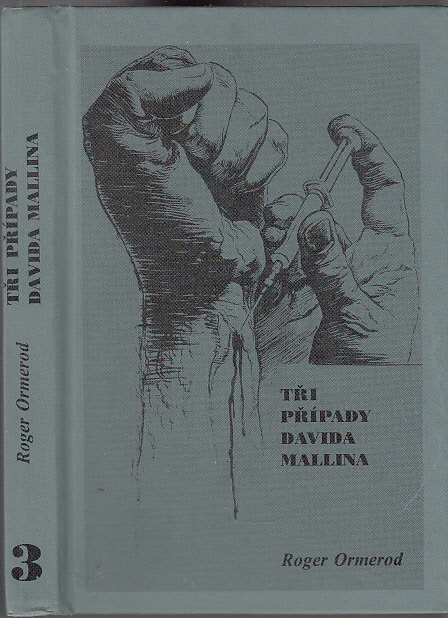 TŘI PŘÍPADY
DAVIDA MALLINA
Roger Ormerod
3
TŘI
PŘÍPADY
DAVIDA
MALLINA
Roger Ormerod